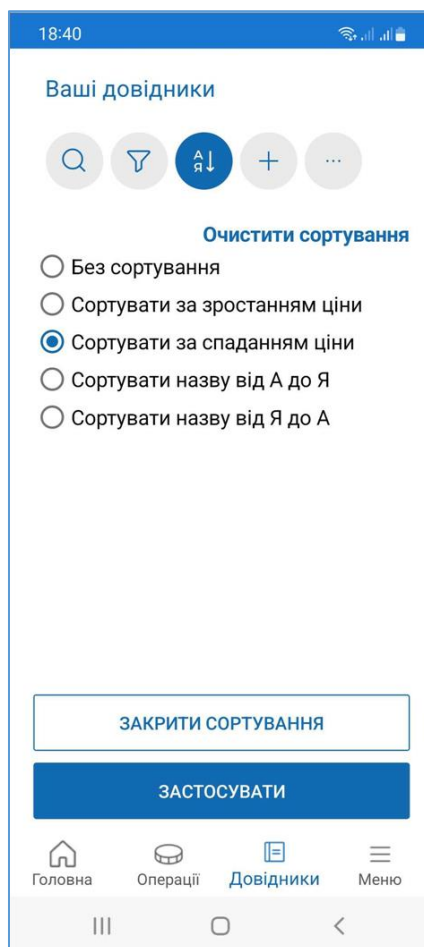 18:40
Ваші довідники
А
Я
Очистити сортування
Без сортування
Сортувати за зростанням ціни
Сортувати за спаданням ціни
Сортувати назву від А до Я
Сортувати назву від Я до А
ЗАКРИТИ СОРТУВАННЯ
ЗАСТОСУВАТИ
Головна Операції Довідники Меню